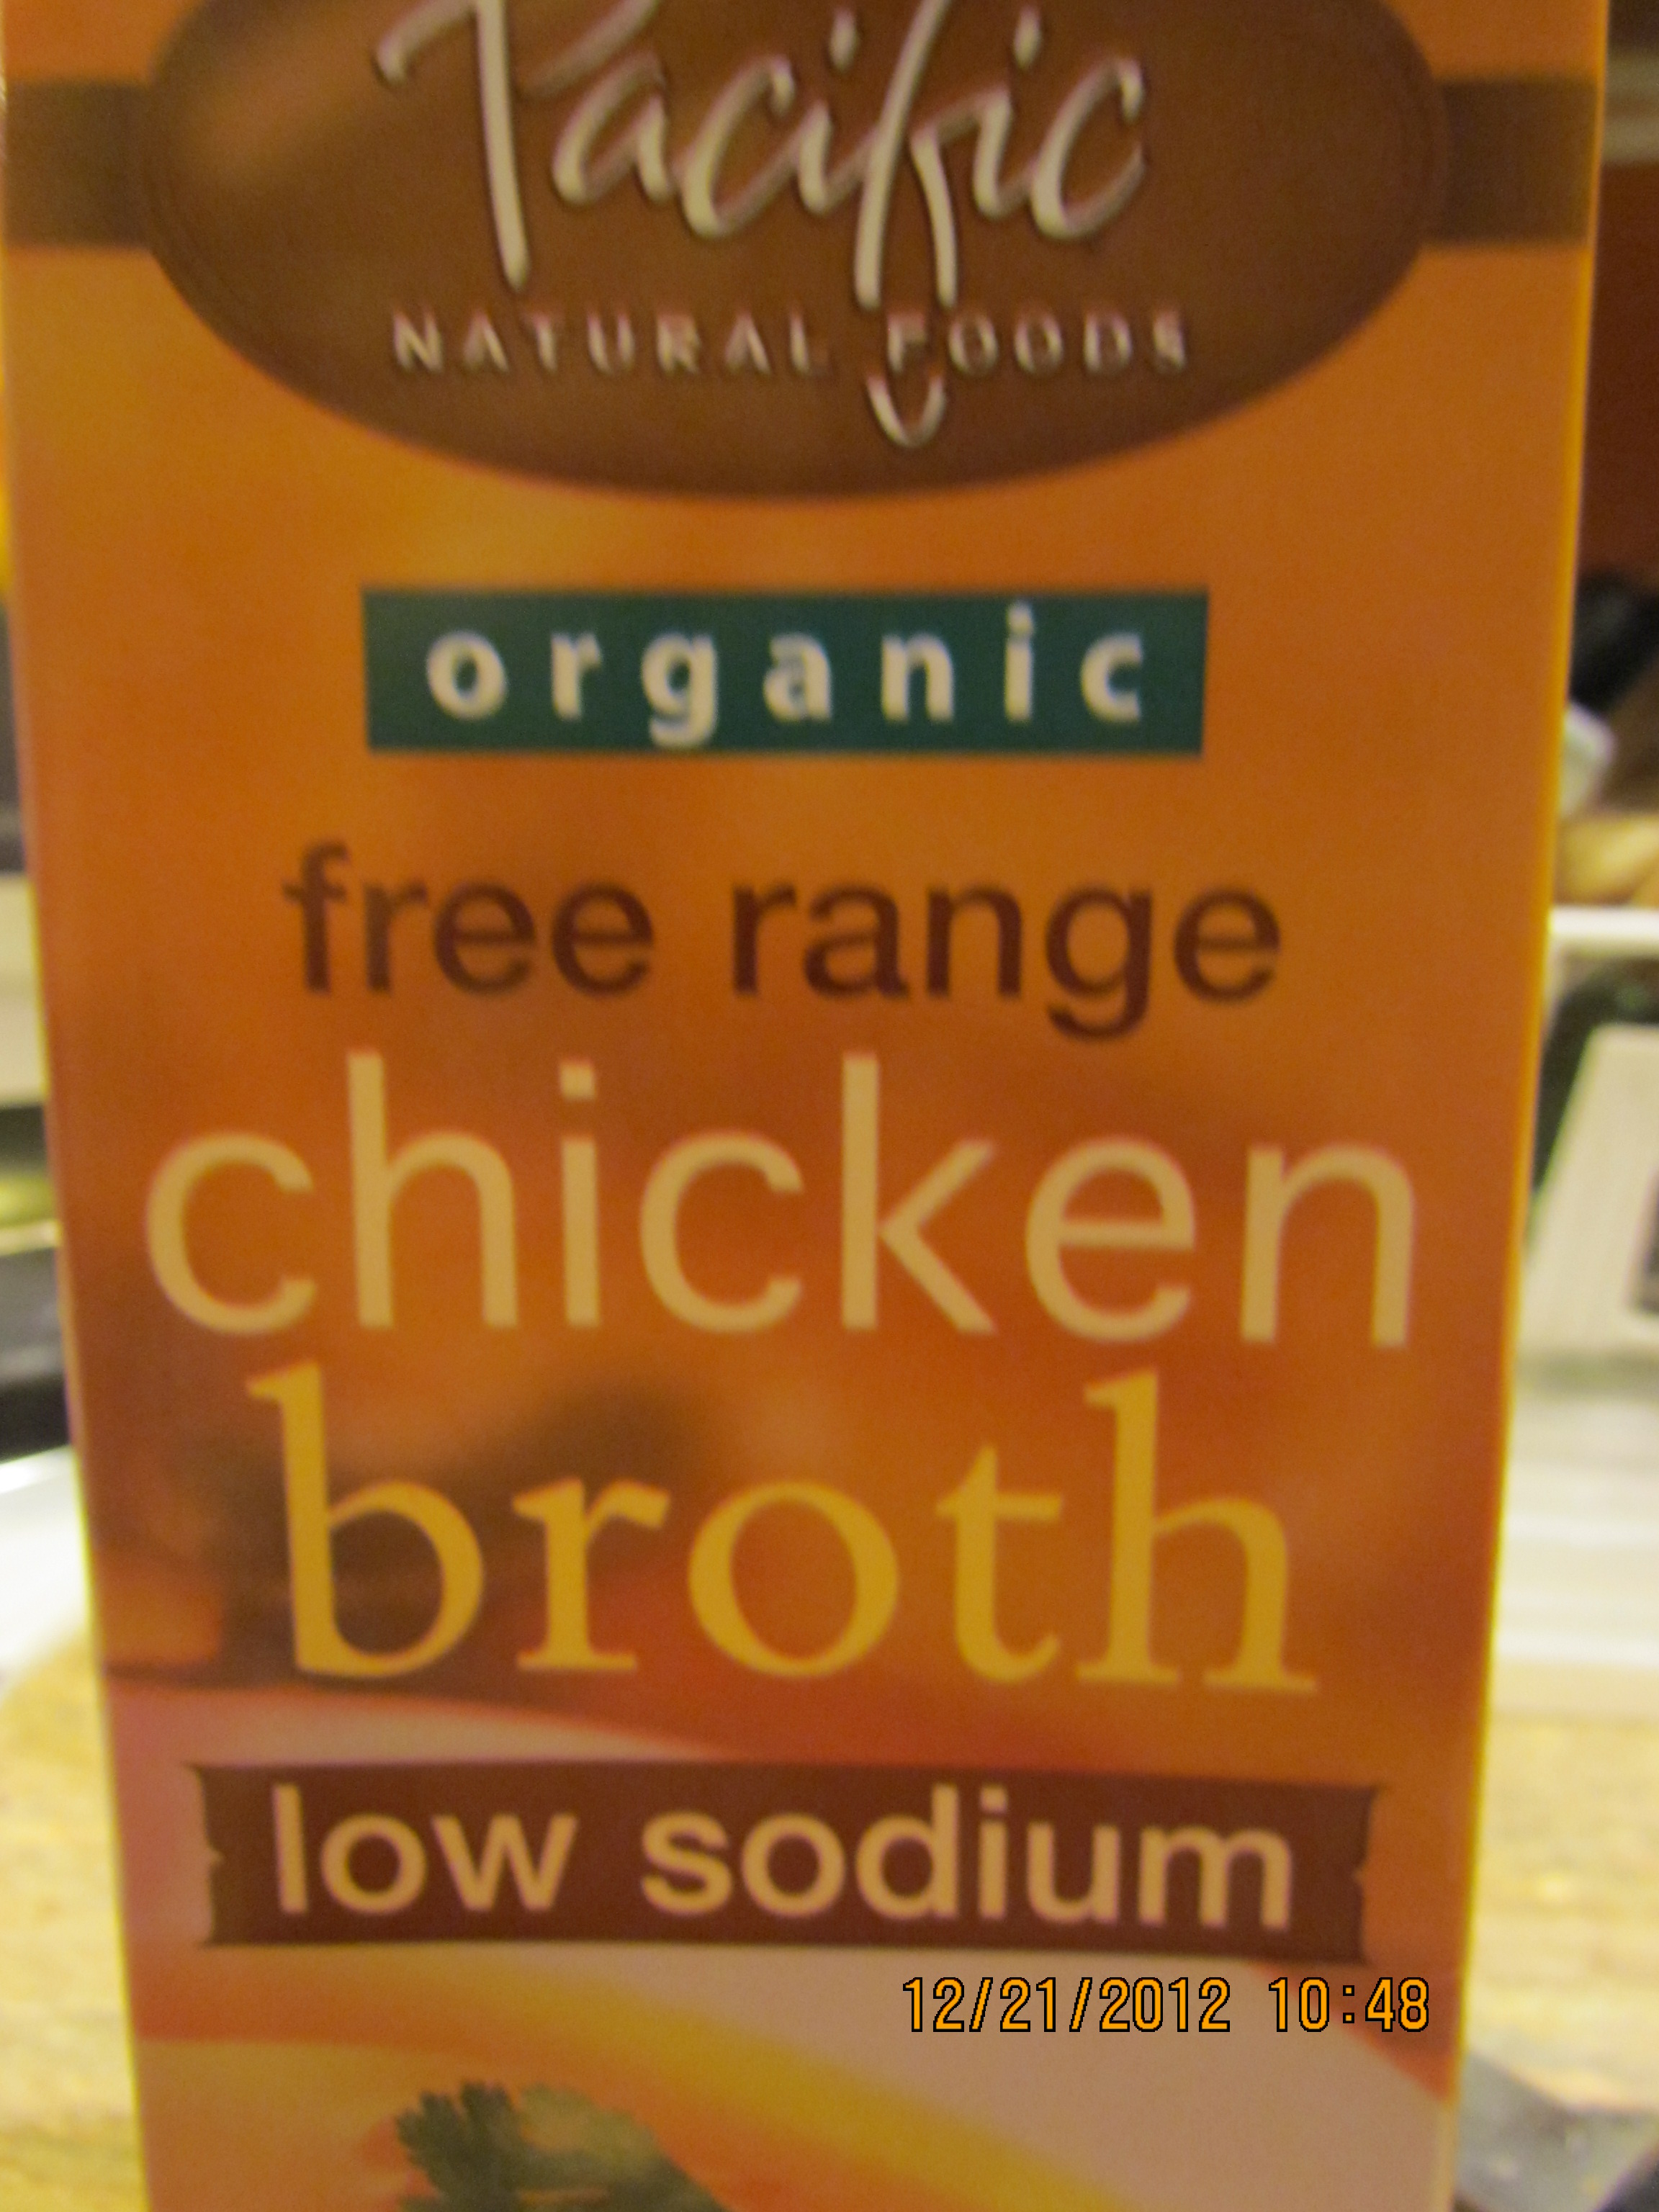 Pacific
NATURAL FOODS
organic
free range
chicken
broth
low sodium
12/21/2012 10:48